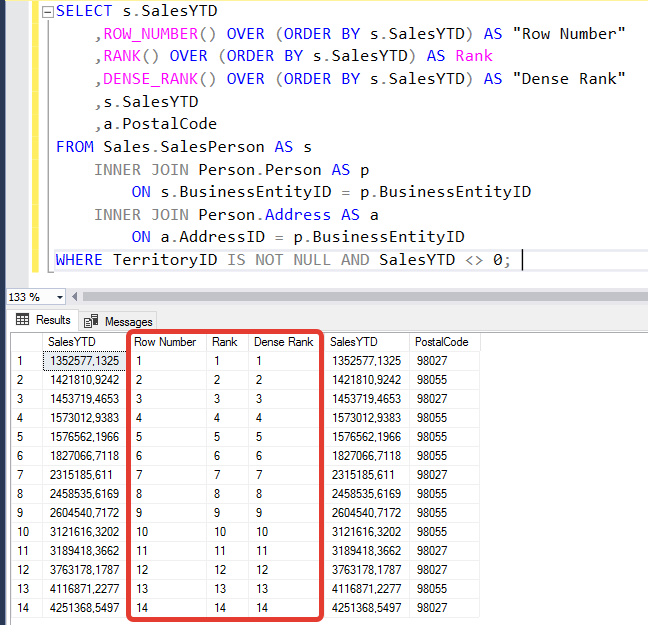 SELECT s.SalesYTD
,ROW_NUMBER() OVER (ORDER BY s.SalesYTD) AS "Row Number"
,RANK() OVER (ORDER BY s.SalesYTD) AS Rank
,DENSE_RANK() OVER (ORDER BY s.SalesYTD) AS "Dense Rank"
,s.SalesYTD
,a.PostalCode
FROM Sales.SalesPerson AS s
INNER JOIN Person.Person AS p
ON s.BusinessEntityID = p.BusinessEntityID
INNER JOIN Person.Address AS a
ON a.AddressID = p.BusinessEntityID
WHERE TerritoryID IS NOT NULL AND SalesYTD <> 0;
133 %
Results Messages
SalesYTD Row Number Rank Dense Rank SalesYTD PostalCode
1 1352577,1325 1 1 1 1352577,1325 98027
2 1421810,9242 2 2 2 1421810,9242 98055
3 1453719,4653 3 3 3 1453719,4653 98027
4 1573012,9383 4 4 4 1573012,9383 98055
5 1576562,1966 5 5 5 1576562,1966 98055
6 1827066,7118 6 6 6 1827066,7118 98055
7 2315185,611 7 7 7 2315185,611 98027
8 2458535,6169 8 8 8 2458535,6169 98055
9 2604540,7172 9 9 9 2604540,7172 98055
10 3121616,3202 10 10 10 3121616,3202 98055
11 3189418,3662 11 11 11 3189418,3662 98027
12 3763178,1787 12 12 12 3763178,1787 98027
13 4116871,2277 13 13 13 4116871,2277 98055
14 4251368,5497 14 14 14 4251368,5497 98027